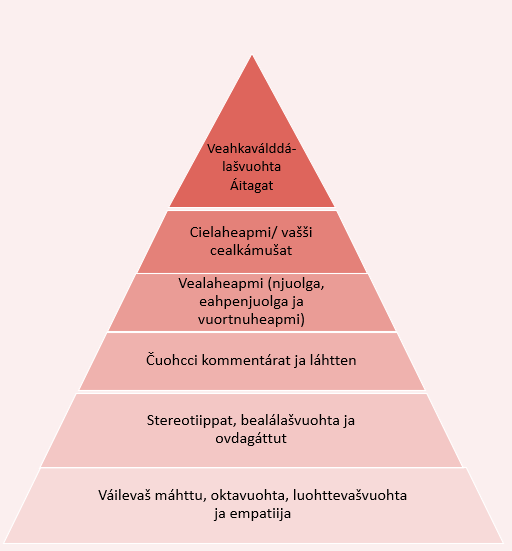 Veahkaválddá-
lašvuohta
Áitagat
Cielaheapmi/ vašši
cealkámušat
Vealaheapmi (njuolga,
eahpenjuolga ja
vuortnuheapmi)
Čuohcci kommentárat ja láhtten
Stereotiippat, bealálašvuohta ja
ovdagáttut
Váilevaš máhttu, oktavuohta, luohttevašvuohta
ja empatiija